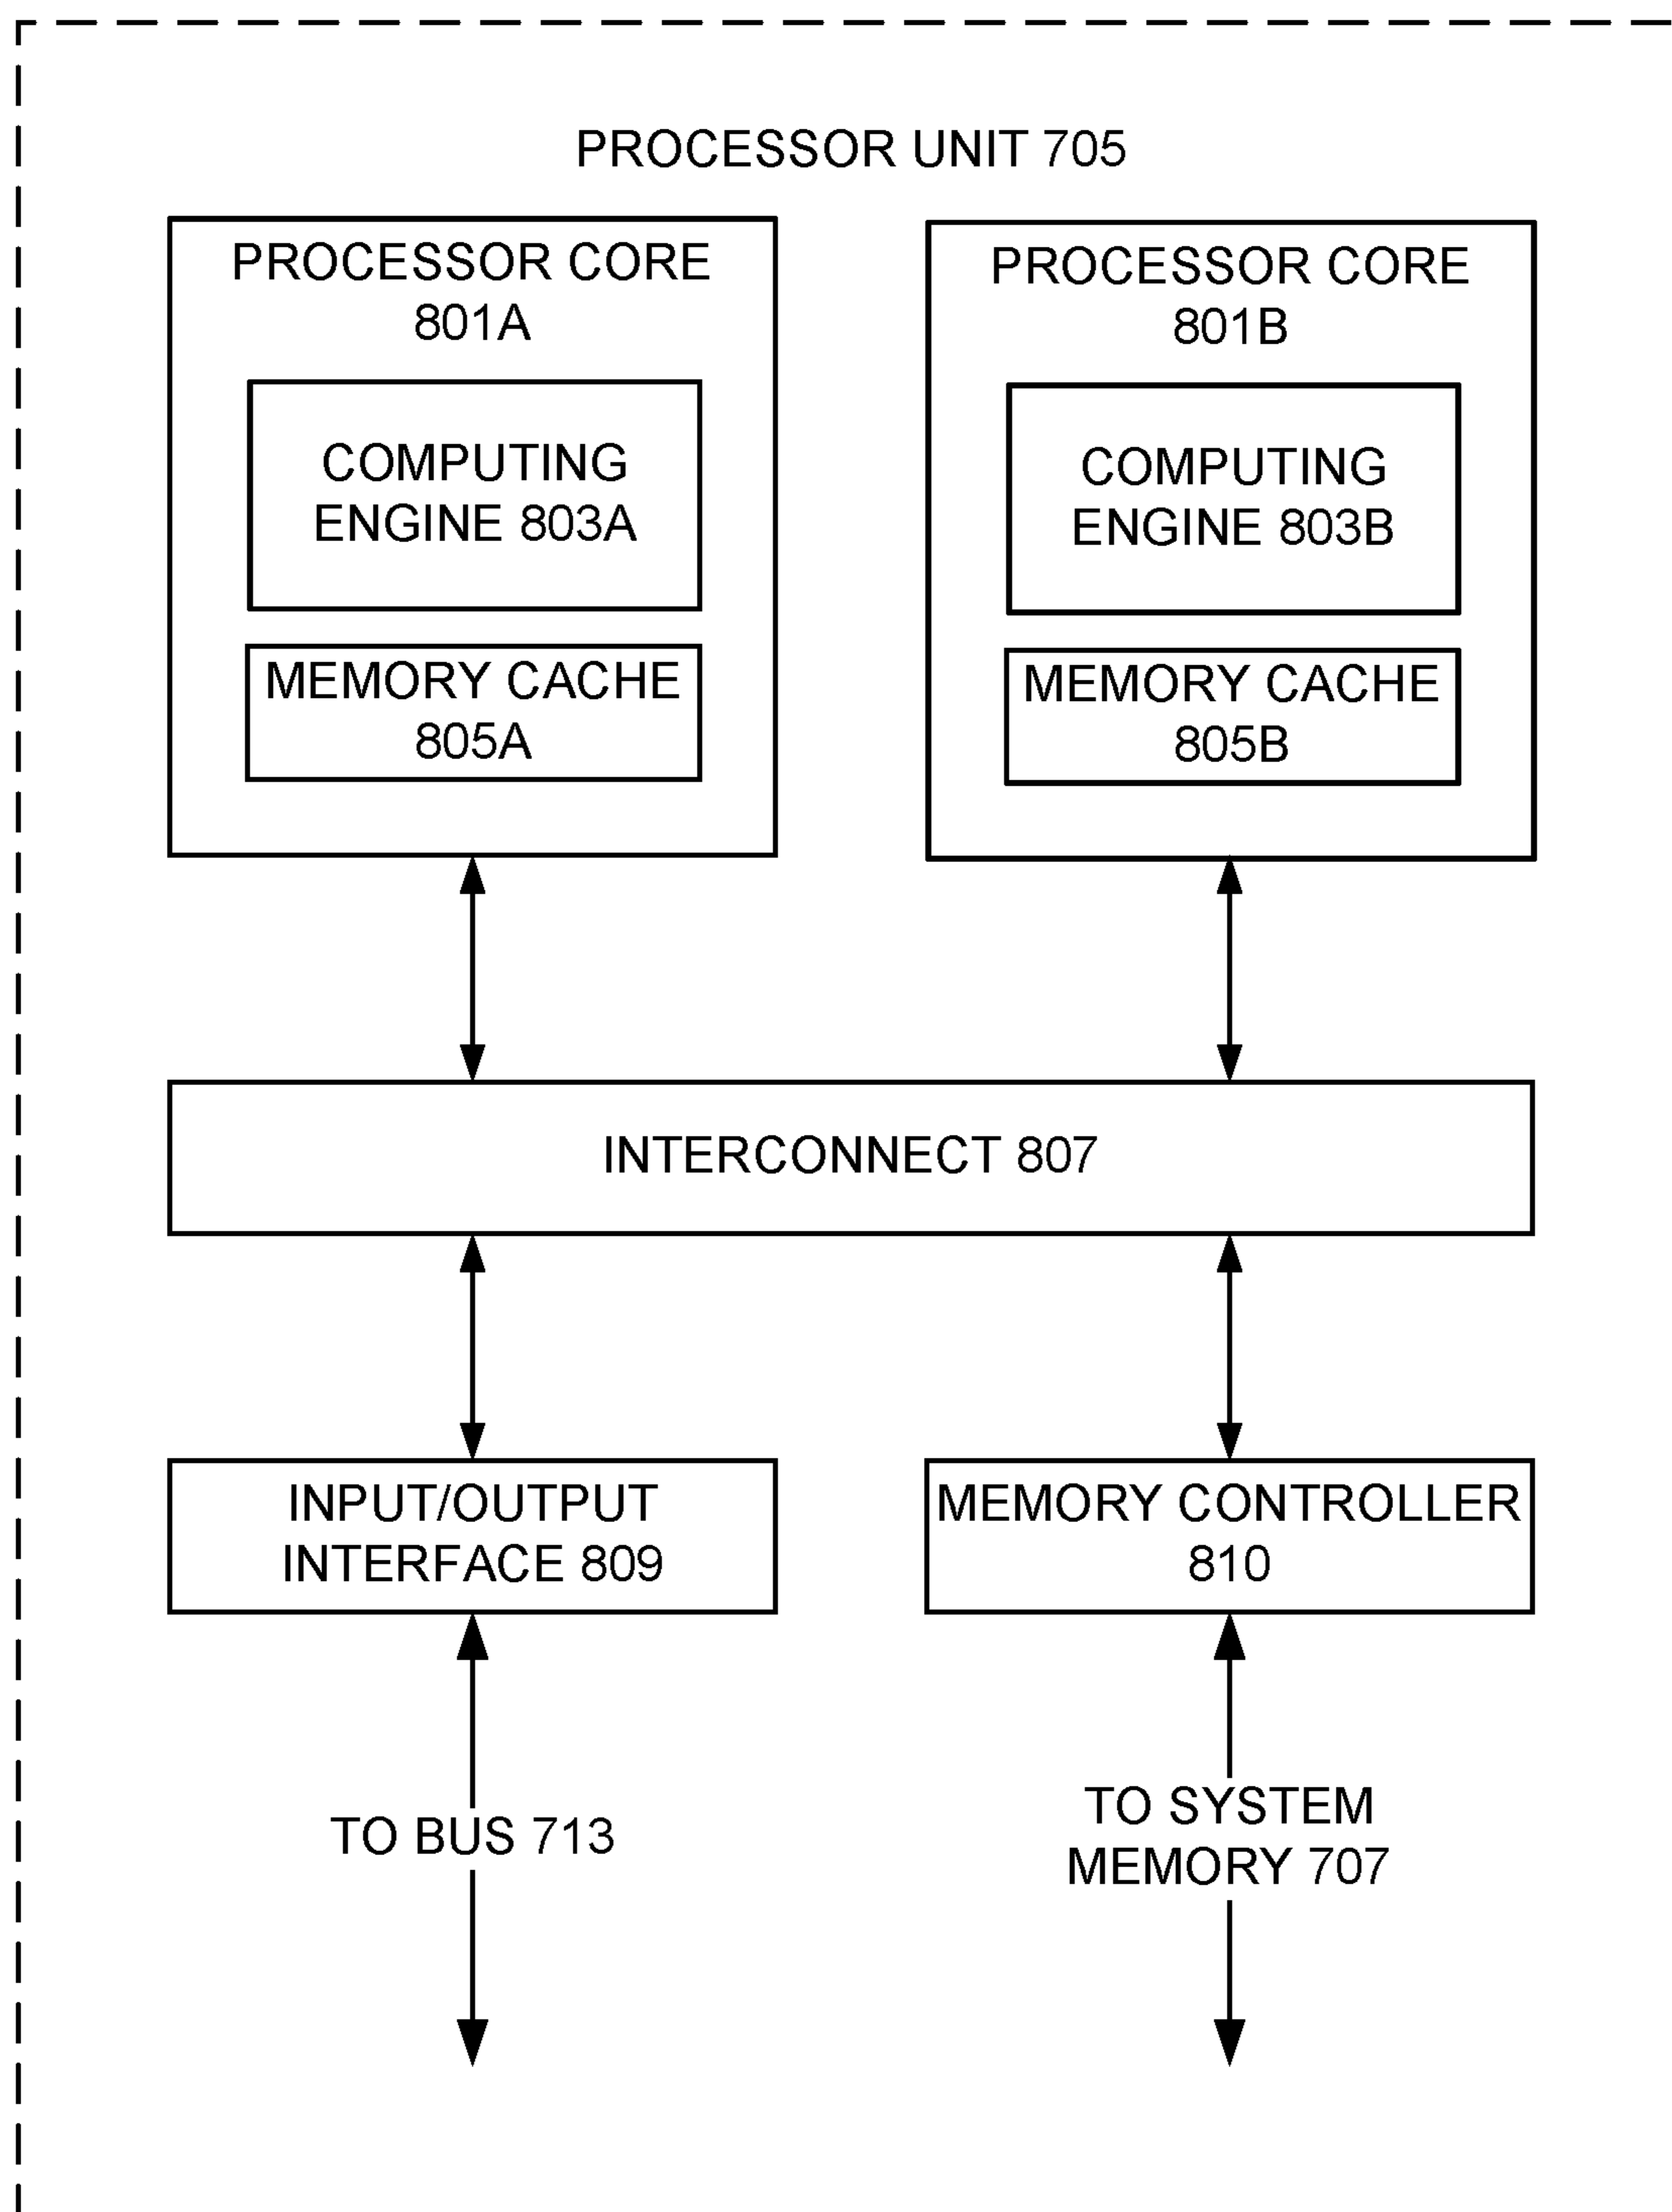 PROCESSOR UNIT 705
PROCESSOR CORE
801A
COMPUTING
ENGINE 803A
MEMORY CACHE
805A
PROCESSOR CORE
801B
COMPUTING
ENGINE 803B
MEMORY CACHE
805B
INTERCONNECT 807
INPUT/OUTPUT
INTERFACE 809
MEMORY CONTROLLER
810
TO BUS 713
TO SYSTEM
MEMORY 707